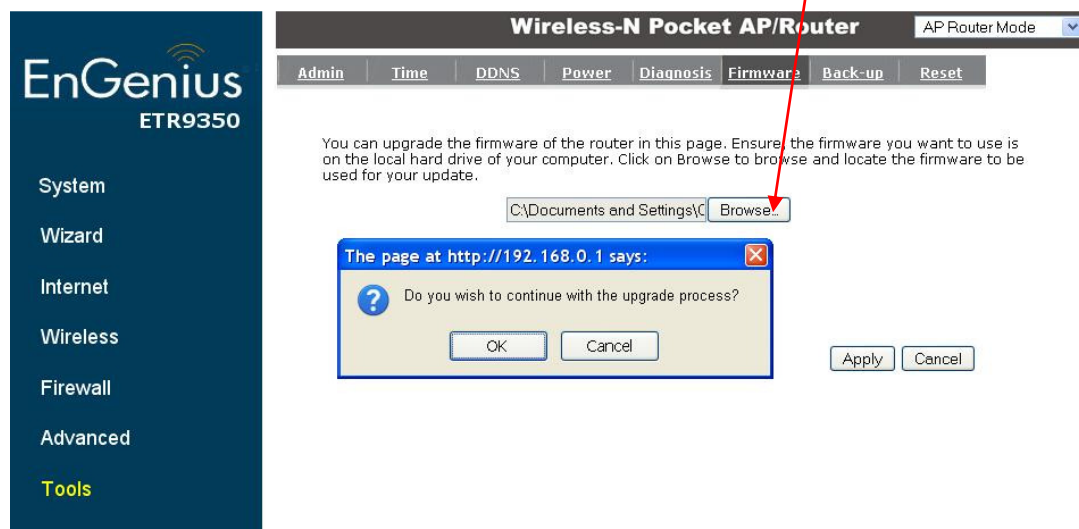 Wireless-N Pocket AP/Router
AP Router Mode
EnGenius
ETR9350
Admin Time DDNS Power Diagnosis Firmware Back-up Reset
You can upgrade the firmware of the router in this page. Ensure, the firmware you want to use is
on the local hard drive of your computer. Click on Browse to browse and locate the firmware to be
used for your update.
C:\Documents and Settings\C Browse...
The page at http://192.168.0.1 says:
Do you wish to continue with the upgrade process?
OK Cancel
Apply Cancel
System
Wizard
Internet
Wireless
Firewall
Advanced
Tools